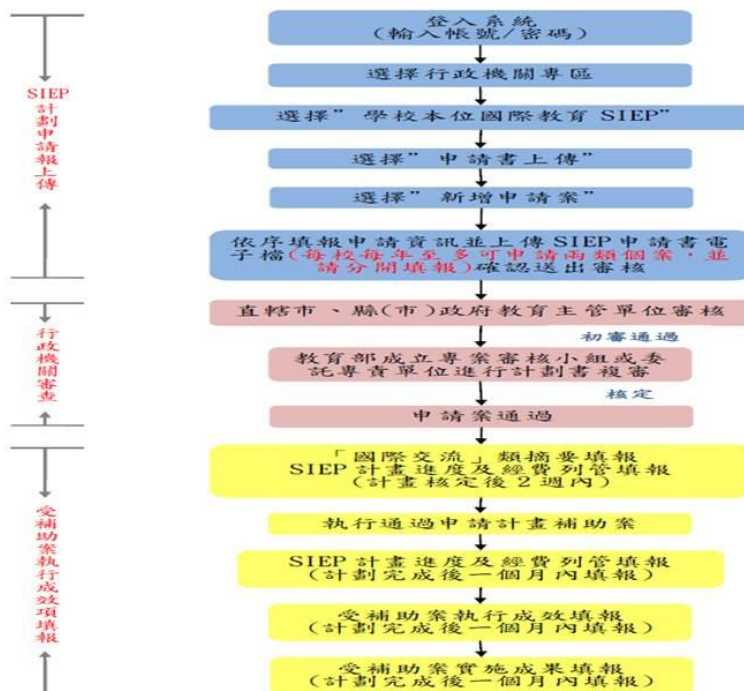 登入系統
(輸入帳號/密碼)
選擇行政機關專區
選擇”學校本位國際教育 SIEP”
選擇”申請書上傳”
選擇”新增申請案”
依序填報申請資訊並上傳 SIEP 申請書電
子檔(每校每年至多可申請兩類個案，並
請分開填報)確認送出審核
SIEP計劃申請報上傳
直轄市、縣(市)政府教育主管單位審核
初審通過
教育部成立專案審核小組或委
託專責單位進行計劃書複審
核定
申請案通過
行政機關審查
「國際交流」類摘要填報
SIEP 計畫進度及經費列管填報
(計畫核定後 2 週內)
執行通過申請計畫補助案
SIEP 計畫進度及經費列管填報
(計劃完成後一個月內填報)
受補助案執行成效填報
(計劃完成後一個月內填報)
受補助案實施成果填報
(計劃完成後一個月內填報)
受補助案執行成效項填報